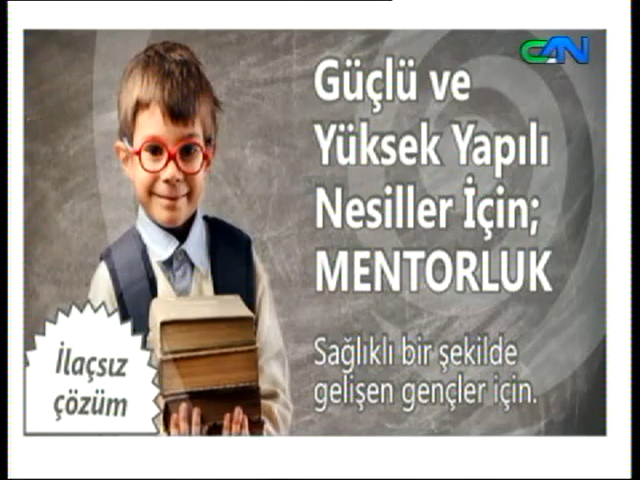 CAN
Güçlü ve
Yüksek Yapılı
Nesiller İçin;
MENTORLUK
Sağlıklı bir şekilde
gelişen gençler için.
İlaçsız
çözüm